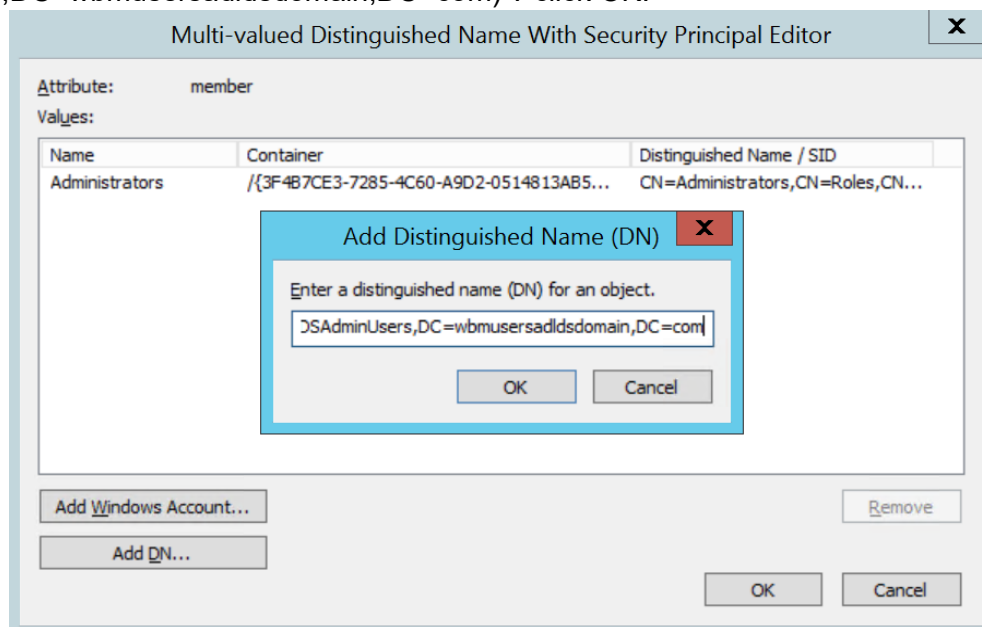 Multi-valued Distinguished Name With Security Principal Editor X
Attribute: member
Values:
Name Container Distinguished Name / SID
Administrators /{3F4B7CE3-7285-4C60-A9D2-0514813AB5... CN=Administrators,CN=Roles,CN...
Add Distinguished Name (DN) X
Enter a distinguished name (DN) for an object.
DSAdminUsers,DC=wbmusersadldsdomain,DC=com
OK Cancel
Add Windows Account... Remove
Add DN...
OK Cancel